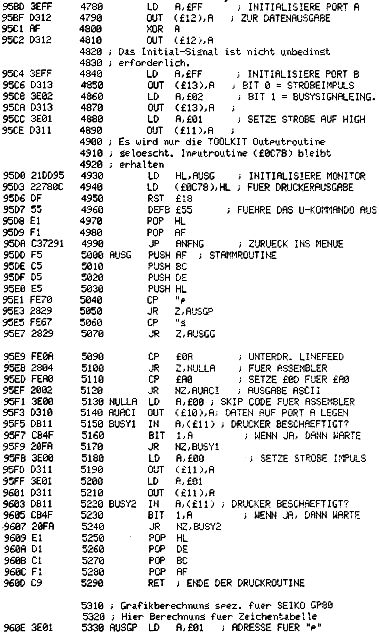 95BD 3EFF 4780 LD A,£FF ; INITIALISIERE PORT A
95BF D312 4790 OUT (£12),A ; ZUR DATENAUSGABE
95C1 AF 4800 XOR A
95C2 D312 4810 OUT (£12),A
4820 ; Das Initial-Signal ist nicht unbedingt
4830 ; erforderlich.
95C4 3EFF 4840 LD A,£FF ; INITIALISIERE PORT B
95C6 D313 4850 OUT (£13),A ; BIT 0 = STROBEIMPULS
95C8 3E02 4860 LD A,£02 ; BIT 1 = BUSYSIGNALEING.
95CA D313 4870 OUT (£13),A ;
95CC 3E01 4880 LD A,£01 ; SETZE STROBE AUF HIGH
95CE D311 4890 OUT (£11),A ;
4900 ; Es wird nur die TOOLKIT Outputroutine
4910 ; geloescht. Inputroutine (£0C7B) bleibt
4920 ; erhalten
95D0 21DD95 4930 LD HL,AUSG ; INITIALISIERE MONITOR
95D3 22780C 4940 LD (£0C78),HL ; FUER DRUCKERAUSGABE
95D6 DF 4950 RST £18
95D7 55 4960 DEFB £55 ; FUEHRE DAS U-KOMMANDO AUS
95D8 E1 4970 POP HL
95D9 F1 4980 POP AF
95DA C37291 4990 JP ANFNG ; ZURUECK INS MENUE
95DD F5 5000 AUSG PUSH AF ; STAMMROUTINE
95DE C5 5010 PUSH BC
95DF D5 5020 PUSH DE
95E0 E5 5030 PUSH HL
95E1 FE70 5040 CP "p
95E3 2829 5050 JR Z,AUSGP
95E5 FE67 5060 CP "g
95E7 2829 5070 JR Z,AUSGG
95E9 FE0A 5090 CP £0A ; UNTERDR. LINEFEED
95EB 2804 5100 JR Z,NULLA ; FUER ASSEMBLER
95ED FEA0 5110 CP £A0 ; SETZE £0D FUER £A0
95EF 2002 5120 JR NZ,AUACI ; AUSGABE ASCII
95F1 3E00 5130 NULLA LD A,£00 ; SKIP CODE FUER ASSEMBLER
95F3 D310 5140 AUACI OUT (£10),A; DATEN AUF PORT A LEGEN
95F5 DB11 5150 BUSY1 IN A,(£11) ; DRUCKER BESCHAEFTIGT?
95F7 CB4F 5160 BIT 1,A ; WENN JA, DANN WARTE
95F9 20FA 5170 JR NZ,BUSY1
95FB 3E00 5180 LD A,£00 ; SETZE STROBE IMPULS
95FD D311 5190 OUT (£11),A
95FF 3E01 5200 LD A,£01
9601 D311 5210 OUT (£11),A
9603 DB11 5220 BUSY2 IN A,(£11) ; DRUCKER BESCHAEFTIGT?
9605 CB4F 5230 BIT 1,A ; WENN JA, DANN WARTE
9607 20FA 5240 JR NZ,BUSY2
9609 E1 5250 POP HL
960A D1 5260 POP DE
960B C1 5270 POP BC
960C F1 5280 POP AF
960D C9 5290 RET ; ENDE DER DRUCKROUTINE
5310 ; Grafikberechnung spez. fuer SEIKO GP80
5320 ; Hier Berechnung fuer Zeichentabelle
960E 3E01 5330 AUSGP LD A,£01 ; ADRESSE FUER "p"